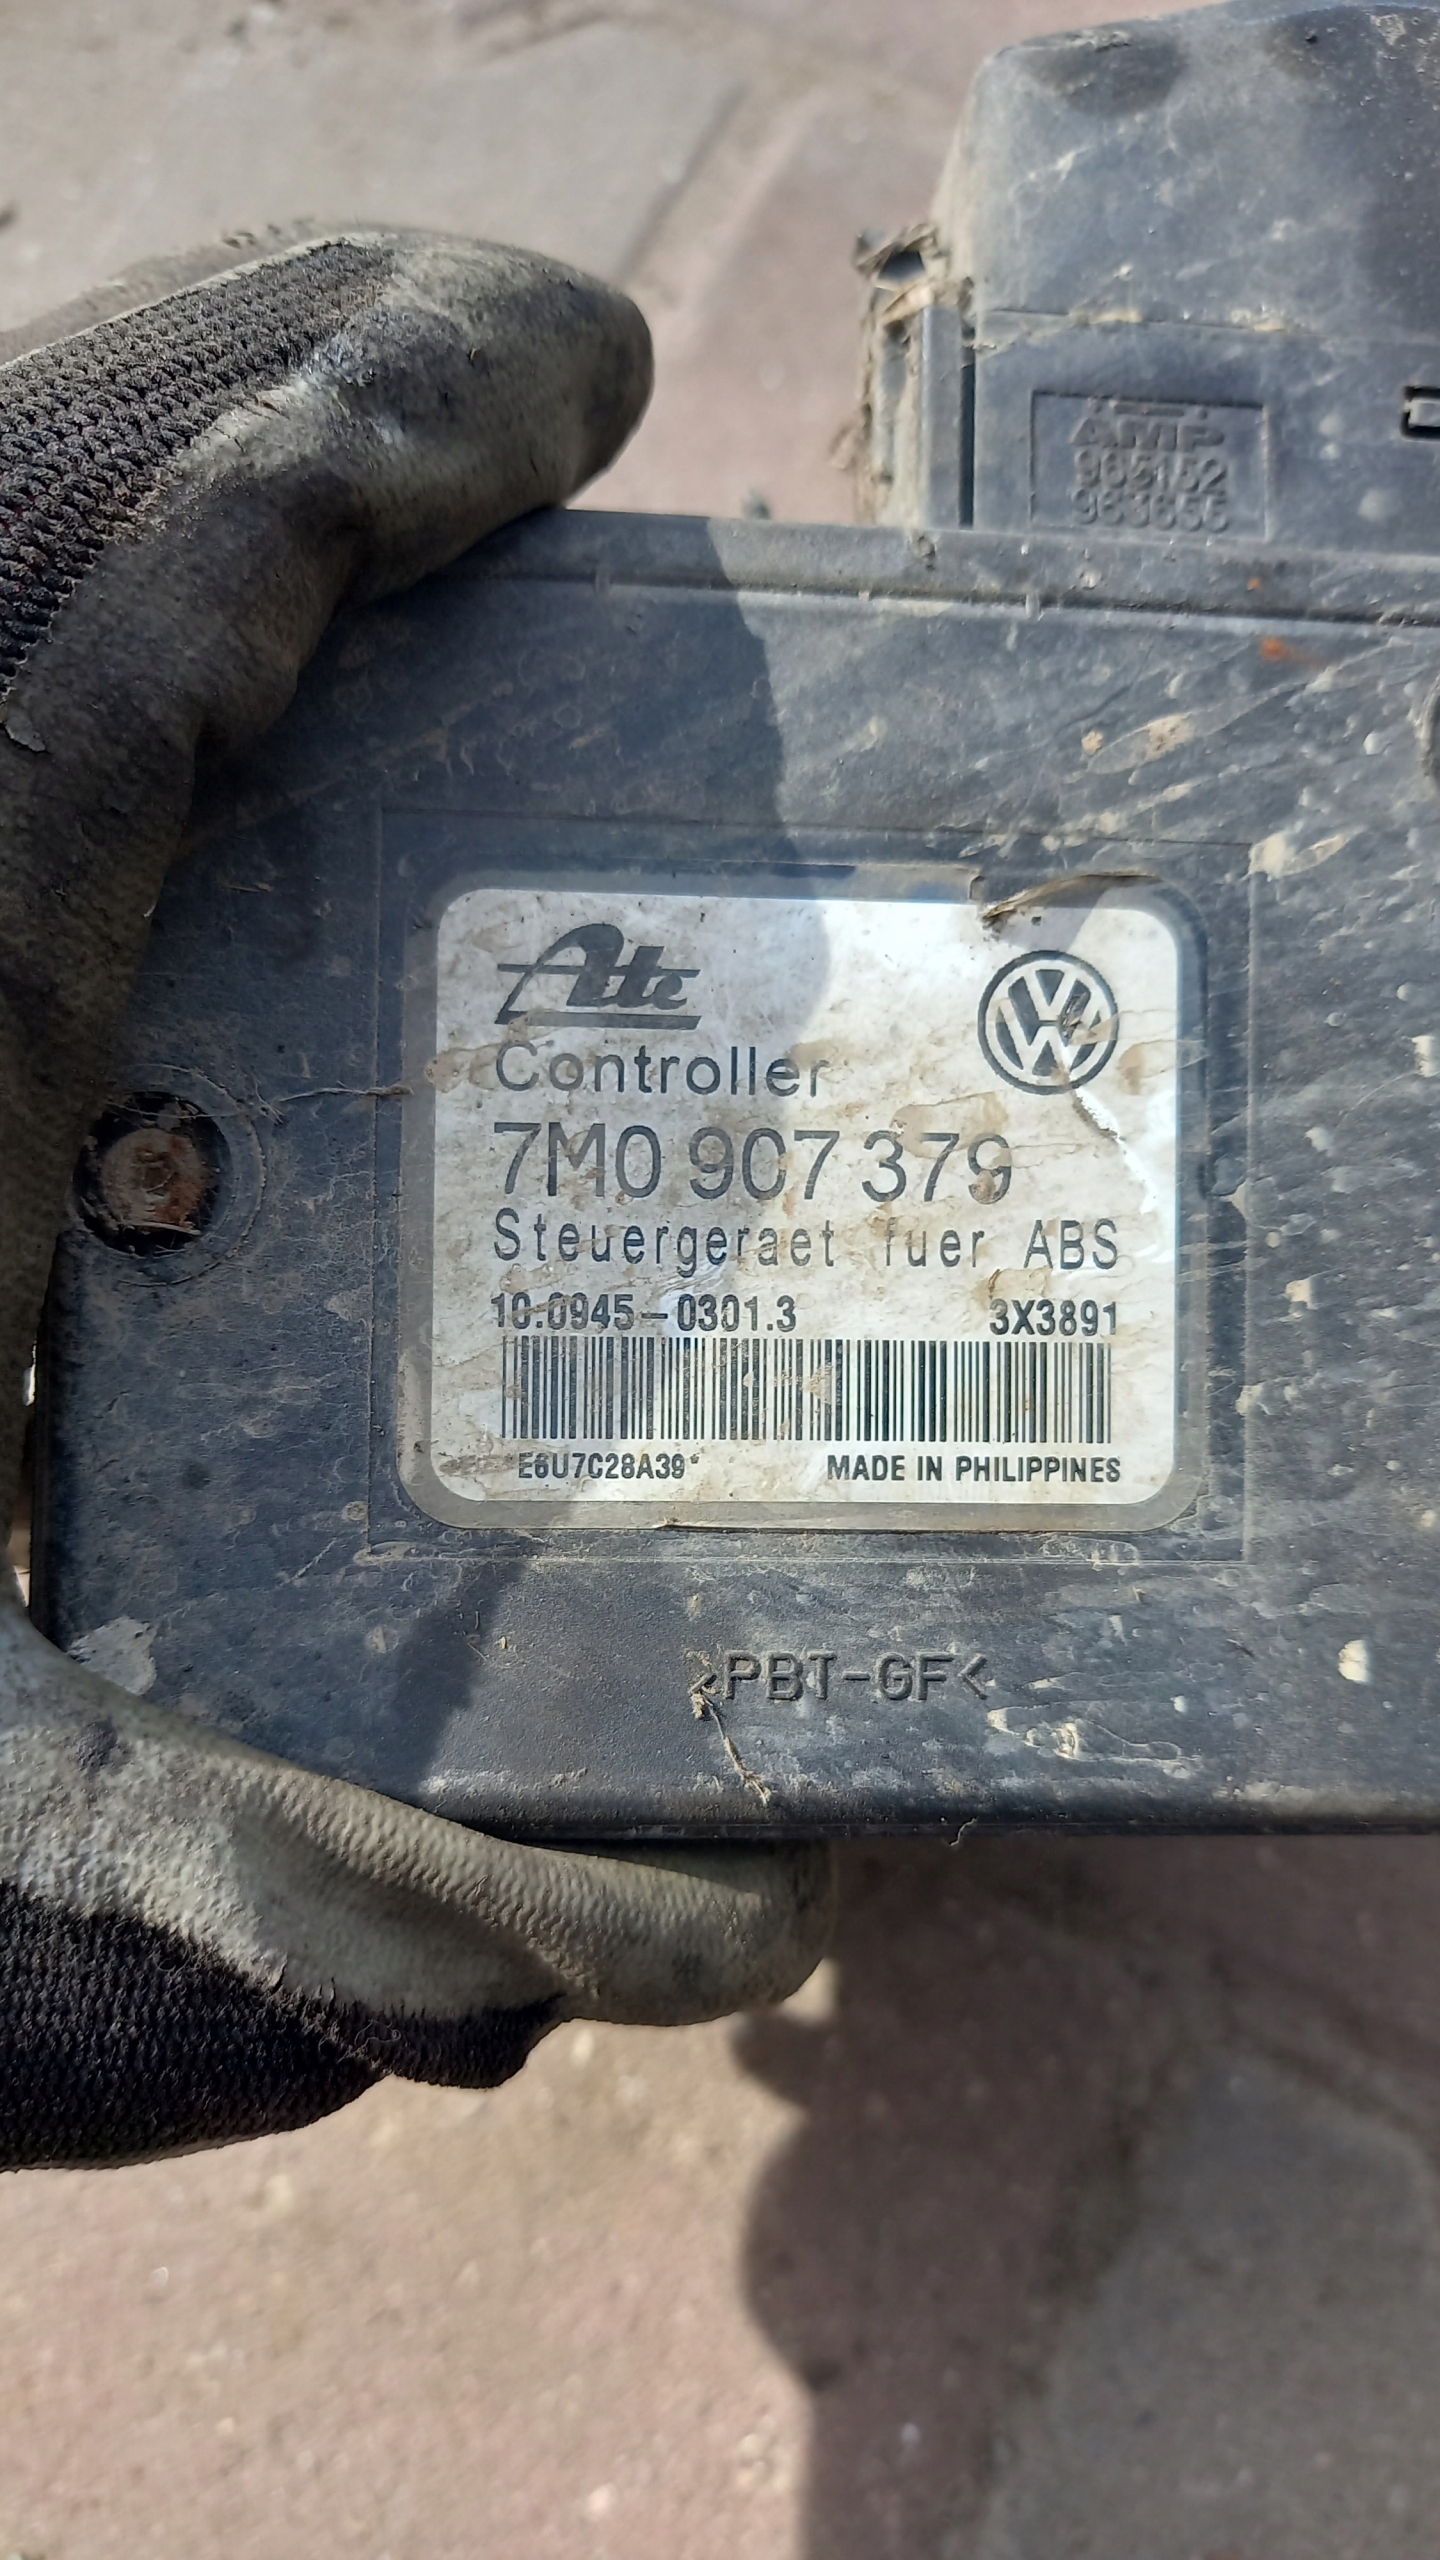 AMP
965152
963655
Ate
Controller
7M0 907 379
Steuergeraet fuer ABS
10.0945-0301.3 3X3891
*E6U7C28A39* MADE IN PHILIPPINES
>PBT-GF<